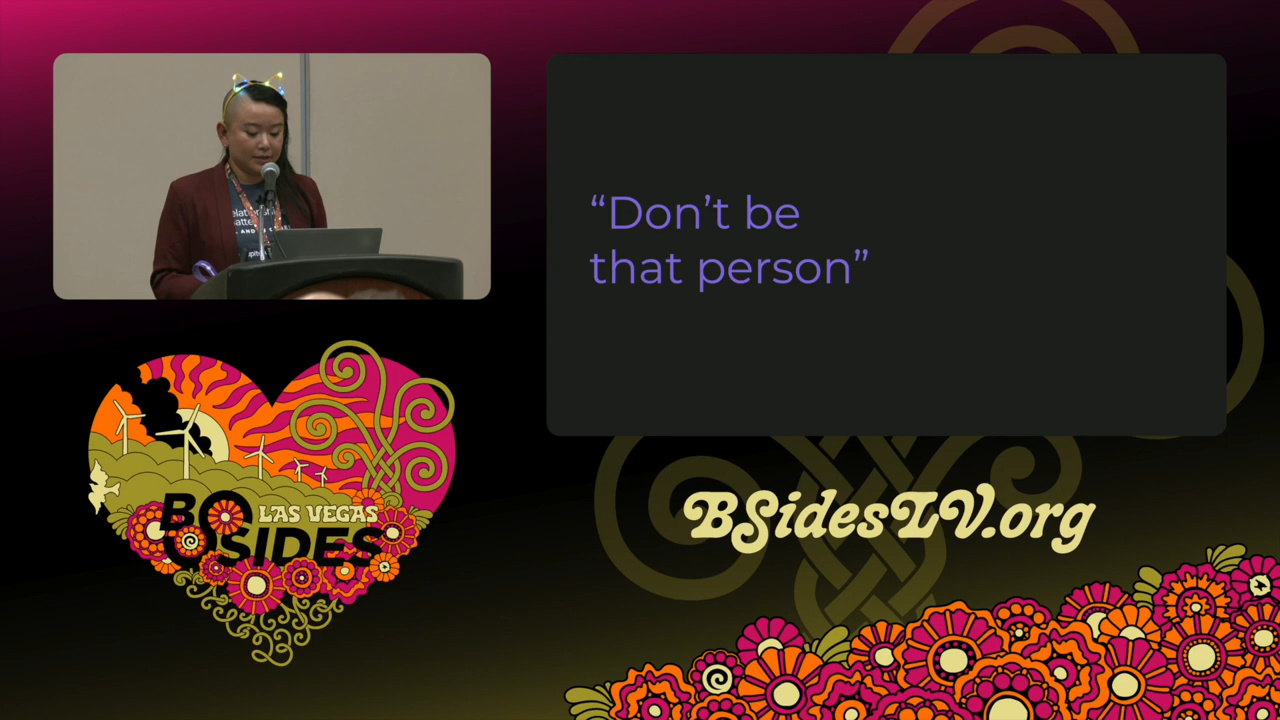 “Don’t be
that person”
BSidesLV.org
LAS VEGAS
BSIDES